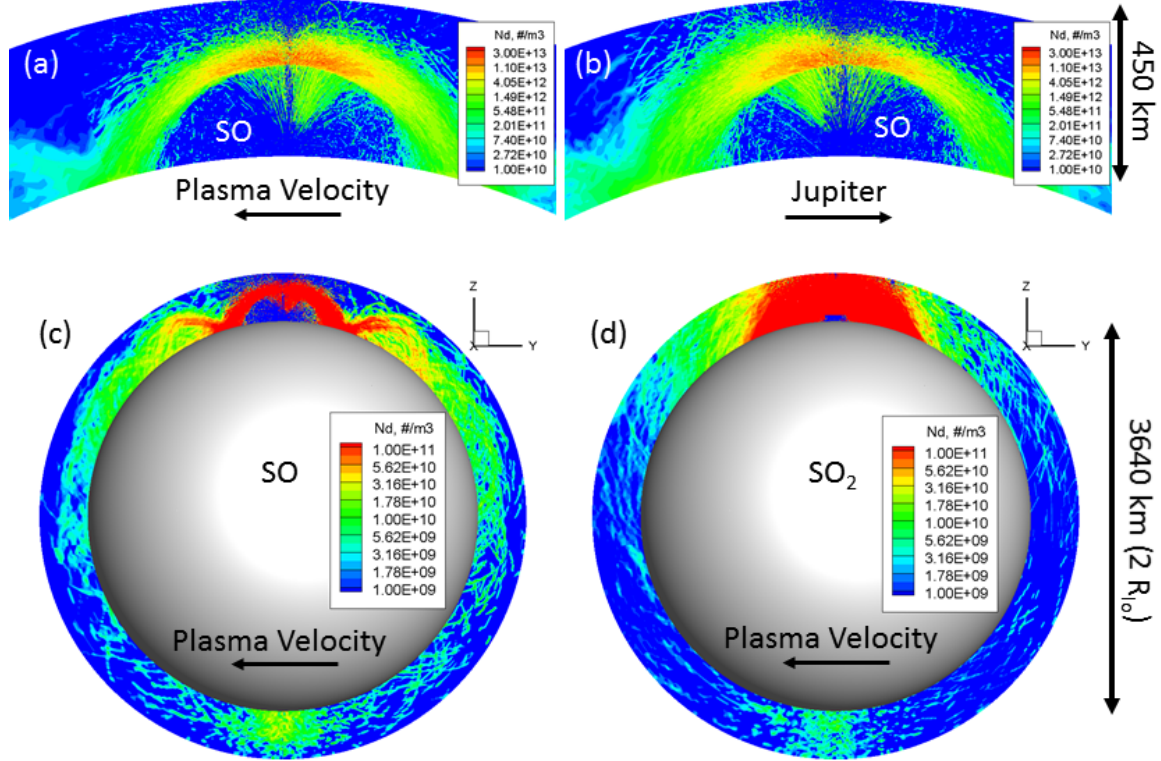 (a)
Nd, #/m3
3.00E+13
1.10E+13
4.05E+12
1.49E+12
5.48E+11
2.01E+11
7.40E+10
2.72E+10
1.00E+10
SO
Plasma Velocity
(b)
Nd, #/m3
3.00E+13
1.10E+13
4.05E+12
1.49E+12
5.48E+11
2.01E+11
7.40E+10
2.72E+10
1.00E+10
SO
Jupiter
450 km
(c)
Z
X
Y
SO
Nd, #/m3
1.00E+11
5.62E+10
3.16E+10
1.78E+10
1.00E+10
5.62E+09
3.16E+09
1.78E+09
1.00E+09
Plasma Velocity
(d)
Z
X
Y
SO₂
Nd, #/m3
1.00E+11
5.62E+10
3.16E+10
1.78E+10
1.00E+10
5.62E+09
3.16E+09
1.78E+09
1.00E+09
Plasma Velocity
3640 km (2 R_Io)